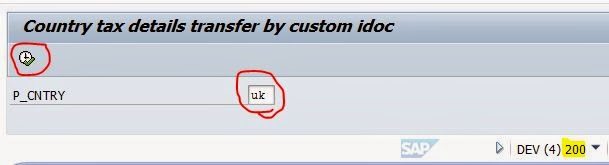 Country tax details transfer by custom idoc
P_CNTRY uk
SAP DEV (4) 200